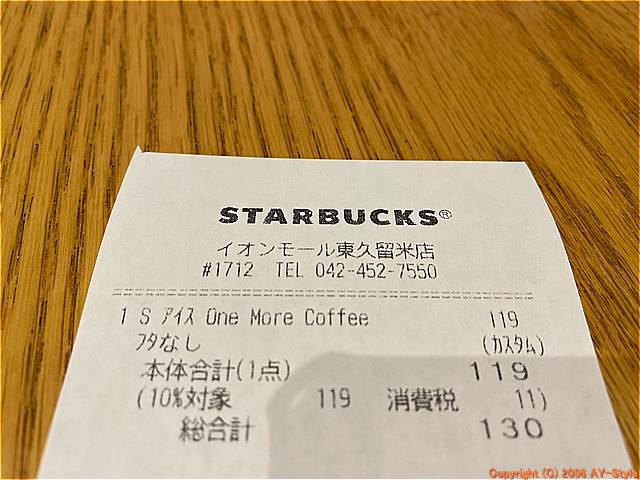 STARBUCKS®
イオンモール東久留米店
#1712 TEL 042-452-7550
1 S アイス One More Coffee 119
フタなし (カスタム)
本体合計(1点) 119
(10%対象 119 消費税 11)
総合計 130
Copyright (C) 2006 AY-Style